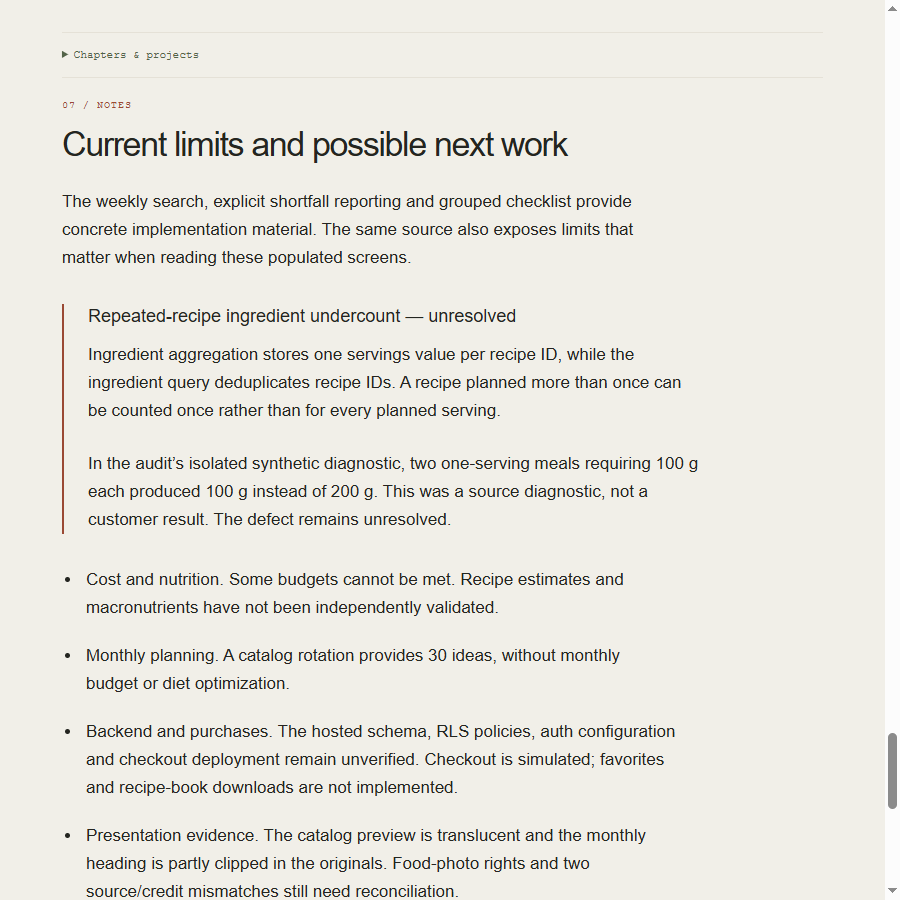 ▶ Chapters & projects
07 / NOTES
Current limits and possible next work
The weekly search, explicit shortfall reporting and grouped checklist provide
concrete implementation material. The same source also exposes limits that
matter when reading these populated screens.
Repeated-recipe ingredient undercount — unresolved
Ingredient aggregation stores one servings value per recipe ID, while the
ingredient query deduplicates recipe IDs. A recipe planned more than once can
be counted once rather than for every planned serving.
In the audit’s isolated synthetic diagnostic, two one-serving meals requiring 100 g
each produced 100 g instead of 200 g. This was a source diagnostic, not a
customer result. The defect remains unresolved.
• Cost and nutrition. Some budgets cannot be met. Recipe estimates and
macronutrients have not been independently validated.
• Monthly planning. A catalog rotation provides 30 ideas, without monthly
budget or diet optimization.
• Backend and purchases. The hosted schema, RLS policies, auth configuration
and checkout deployment remain unverified. Checkout is simulated; favorites
and recipe-book downloads are not implemented.
• Presentation evidence. The catalog preview is translucent and the monthly
heading is partly clipped in the originals. Food-photo rights and two
source/credit mismatches still need reconciliation.